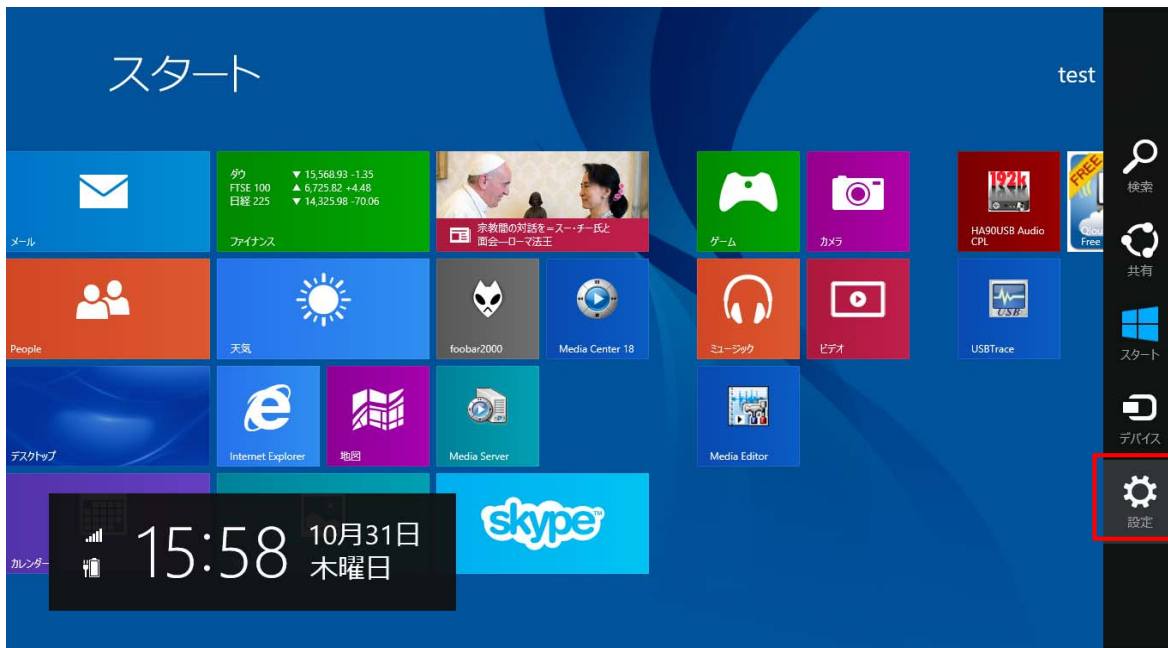 スタート
test
メール
ダウ ▼ 15,568.93 -1.35
FTSE 100 ▲ 6,725.82 +4.48
日経 225 ▼ 14,325.98 -70.06
ファイナンス
宗教間の対話を=スー・チー氏と
面会―ローマ法王
ゲーム
カメラ
192k
HA90USB Audio
CPL
FREE
Free
People
天気
foobar2000
Media Center 18
ミュージック
ビデオ
USB
USBTrace
デスクトップ
Internet Explorer
地図
Media Server
Media Editor
カレンダー
skype
15:58
10月31日
木曜日
検索
共有
スタート
デバイス
設定